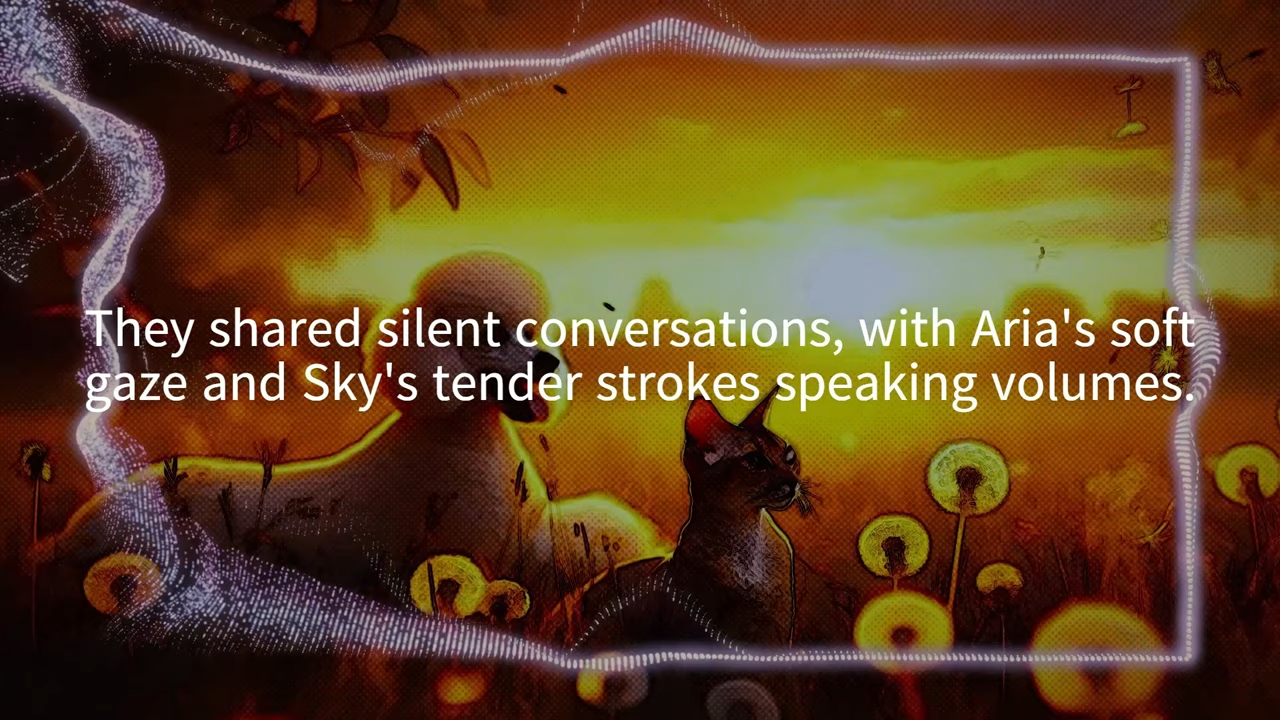 They shared silent conversations, with Aria's soft
gaze and Sky's tender strokes speaking volumes.